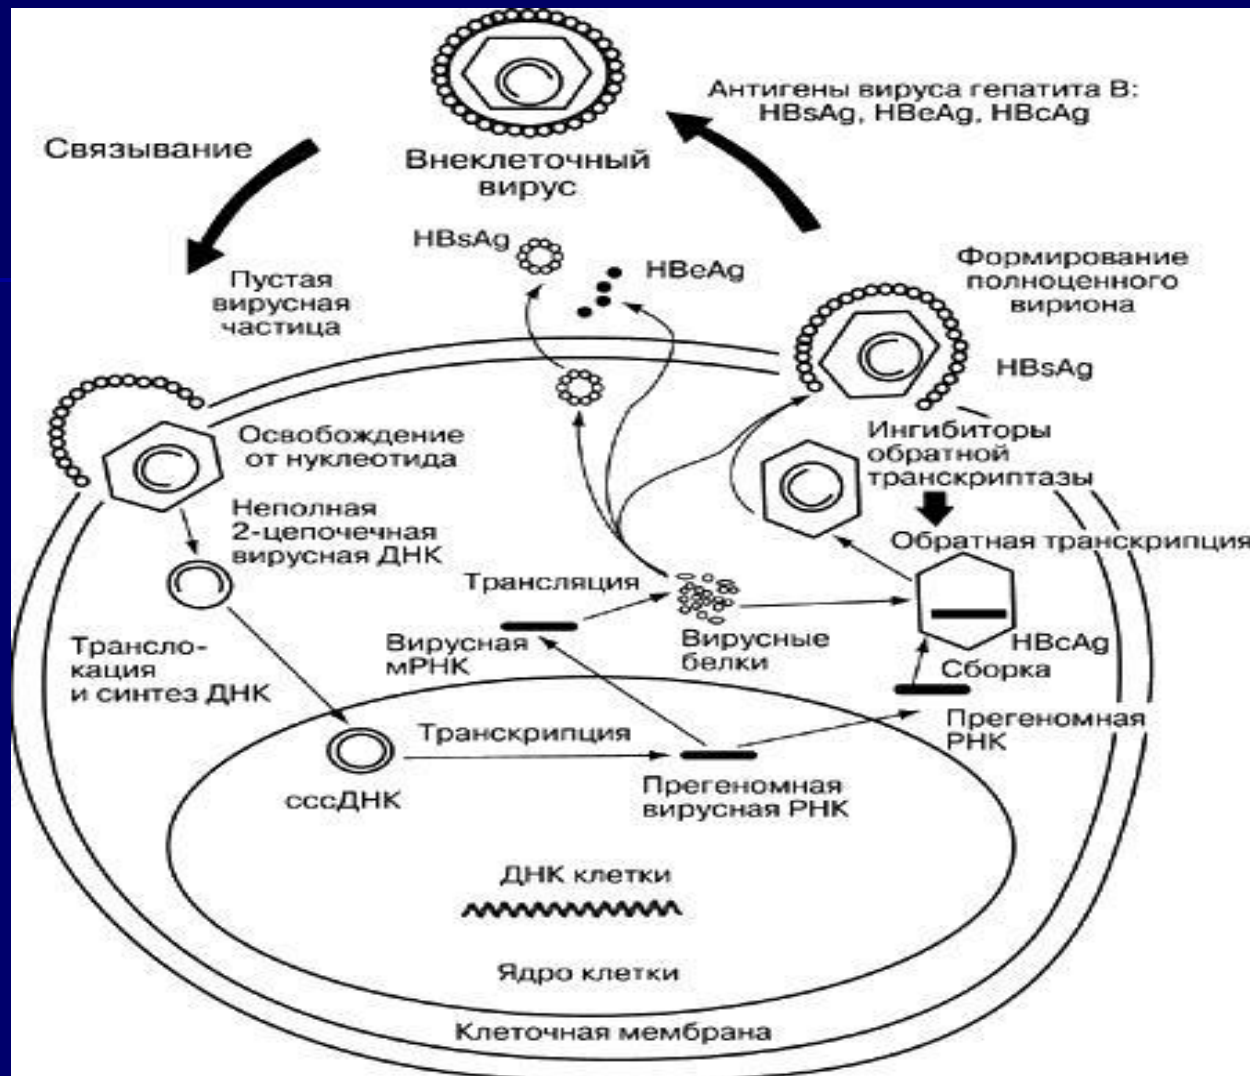 Антигены вируса гепатита B:
HBsAg, HBeAg, HBcAg
Связывание
Внеклеточный
вирус
HBsAg
HBeAg
Пустая
вирусная
частица
Формирование
полноценного
вириона
HBsAg
Освобождение
от нуклеотида
Ингибиторы
обратной
транскриптазы
Неполная
2-цепочечная
вирусная ДНК
Обратная транскрипция
Трансляция
Вирусная
мРНК
Вирусные
белки
HBcAg
Сборка
Трансло-
кация
и синтез ДНК
Транскрипция
Прегеномная
РНК
сссДНК
Прегеномная
вирусная РНК
ДНК клетки
Ядро клетки
Клеточная мембрана